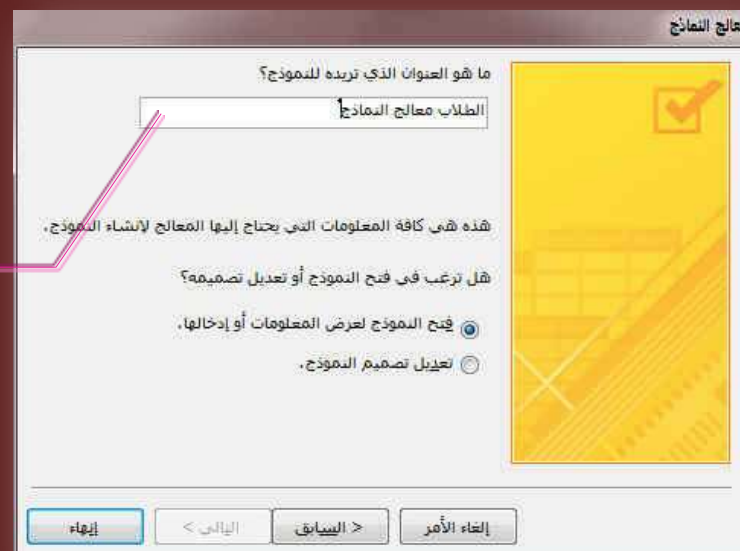 معالج النماذج
ما هو العنوان الذي تريده للنموذج؟
الطلاب معالج النماذج
هذه هي كافة المعلومات التي يحتاج إليها المعالج لإنشاء النموذج.
هل ترغب في فتح النموذج أو تعديل تصميمه؟
فتح النموذج لعرض المعلومات أو إدخالها.
تعديل تصميم النموذج.
إلغاء الأمر
< السابق
التالي >
إنهاء